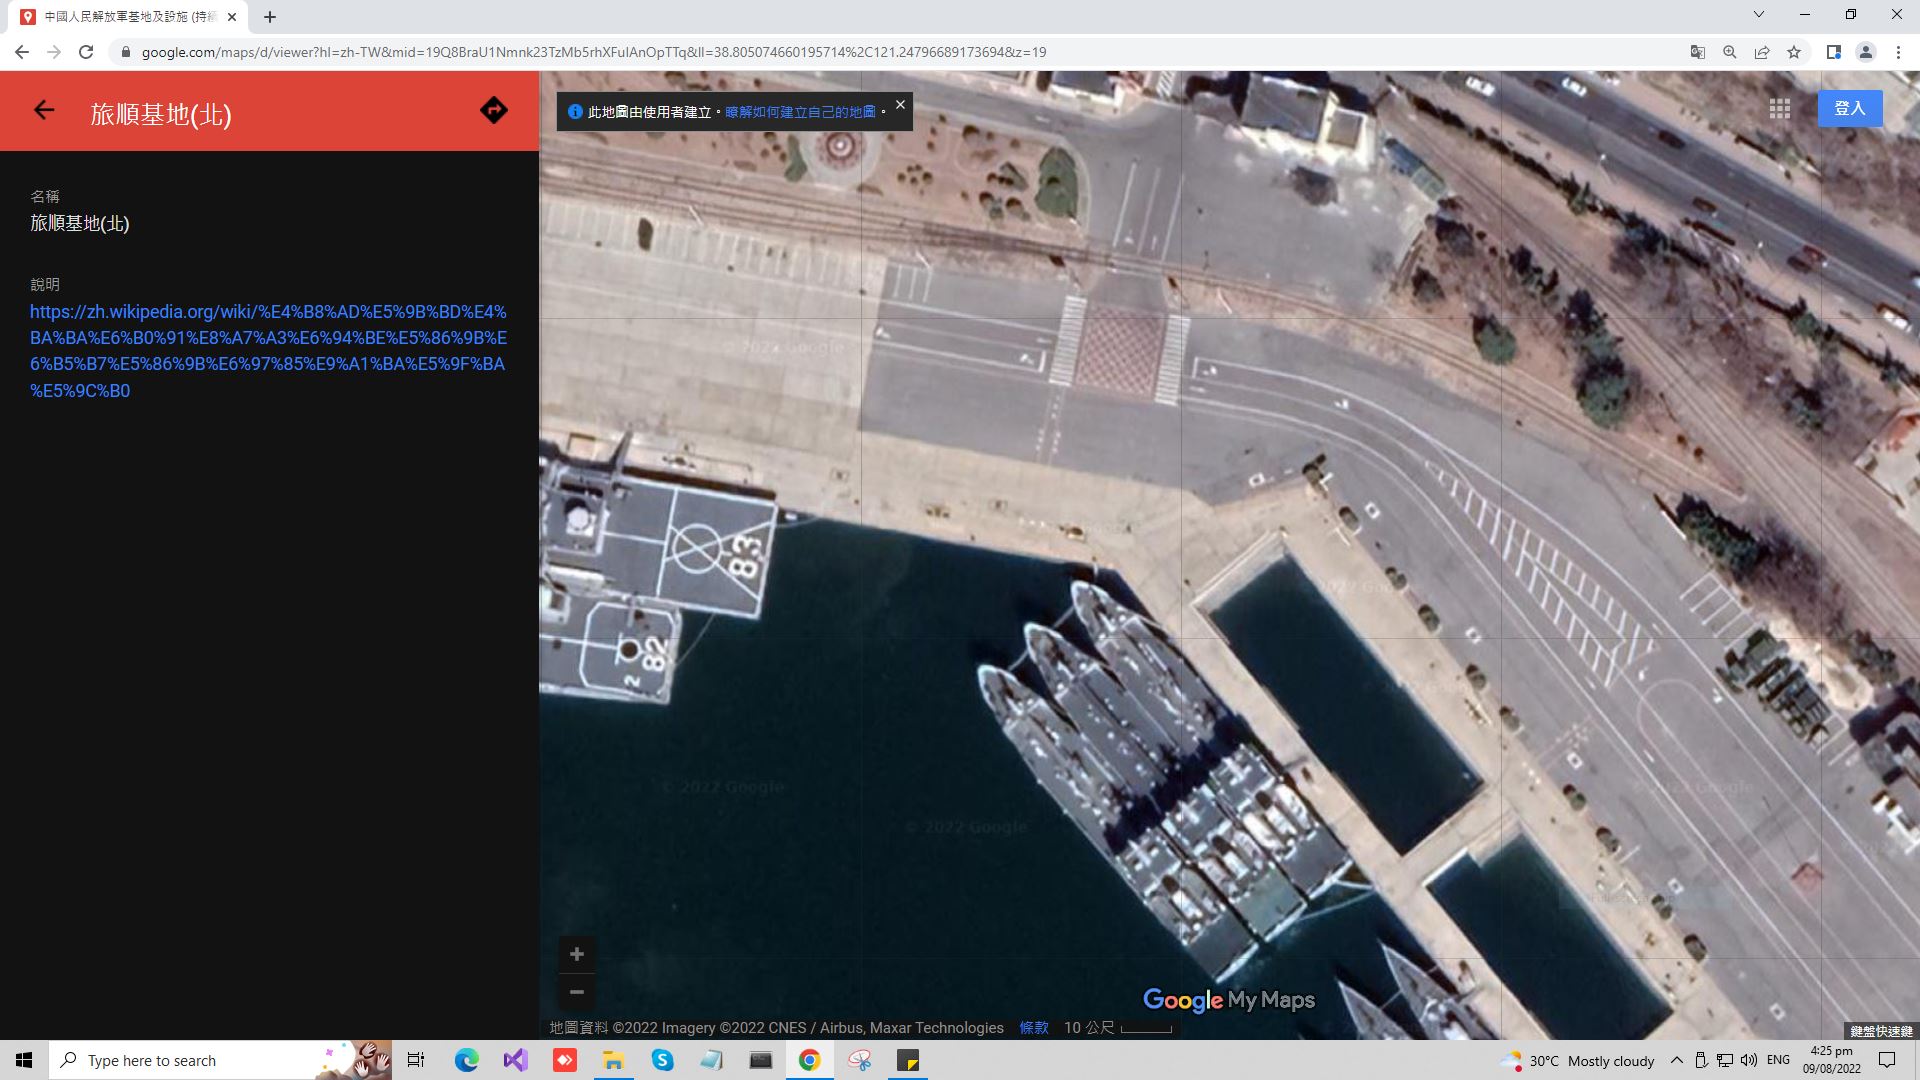 中國人民解放軍基地及設施 (持續
google.com/maps/d/viewer?hl=zh-TW&mid=19Q8BraU1Nmnk23TzMb5rhXFulAnOpTTq&ll=38.805074660195714%2C121.24796689173694&z=19
旅順基地(北)
此地圖由使用者建立。瞭解如何建立自己的地圖。
登入
名稱
旅順基地(北)
說明
https://zh.wikipedia.org/wiki/%E4%B8%AD%E5%9B%BD%E4%
BA%BA%E6%B0%91%E8%A7%A3%E6%94%BE%E5%86%9B%E
6%B5%B7%E5%86%9B%E6%97%85%E9%A1%BA%E5%9F%BA
%E5%9C%B0
83
82
2
© 2022 Google
© 2022 Google
Google My Maps
地圖資料 ©2022 Imagery ©2022 CNES / Airbus, Maxar Technologies 條款 10 公尺
鍵盤快速鍵
Type here to search
30°C Mostly cloudy
ENG
4:25 pm
09/08/2022